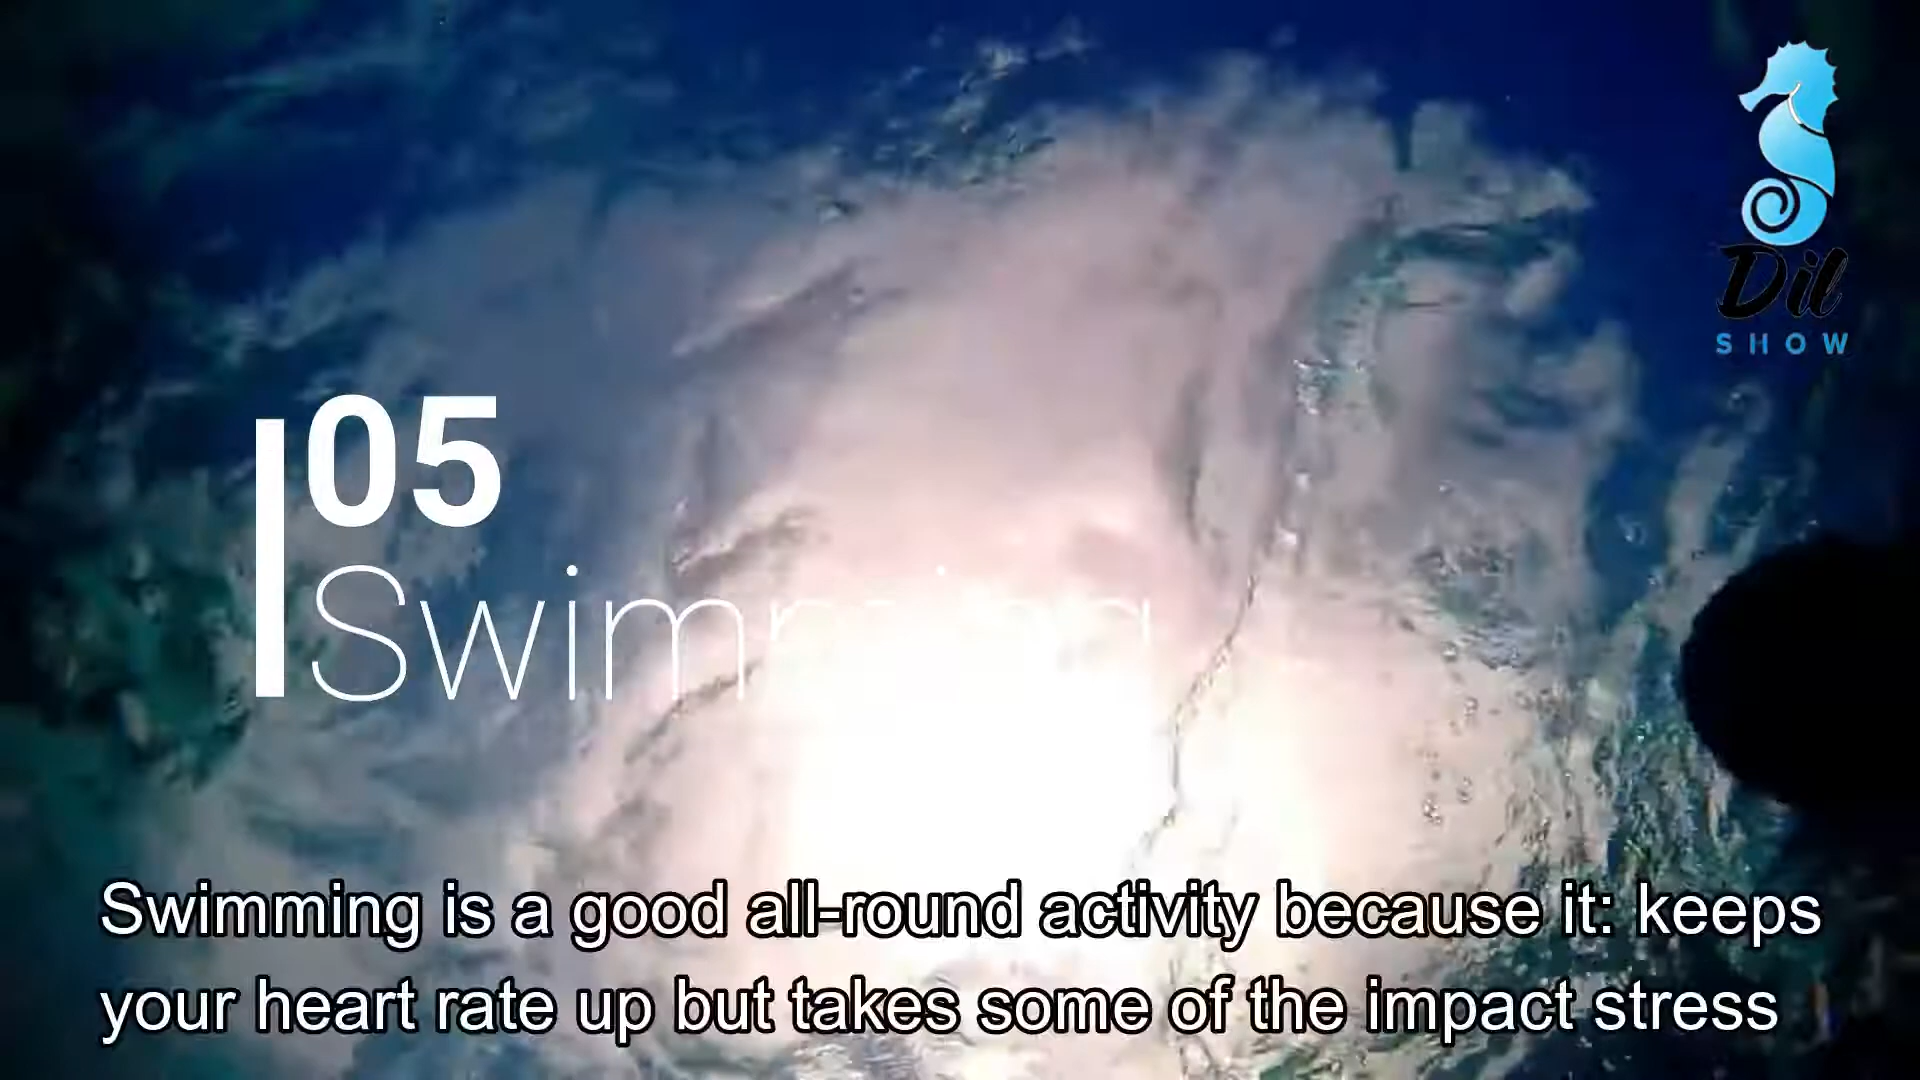 Dil
SHOW
05
Swimming
Swimming is a good all-round activity because it: keeps
your heart rate up but takes some of the impact stress